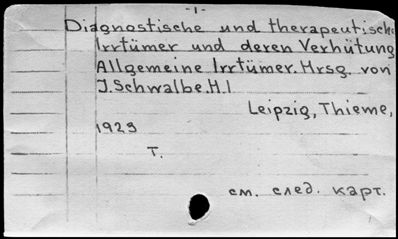 -1-
Diagnostische und therapeutische
Irrtümer und deren Verhütung
Allgemeine Irrtümer. Hrsg. von
J. Schwalbe. H. I
Leipzig, Thieme,
1923
T.
см. след. карт.